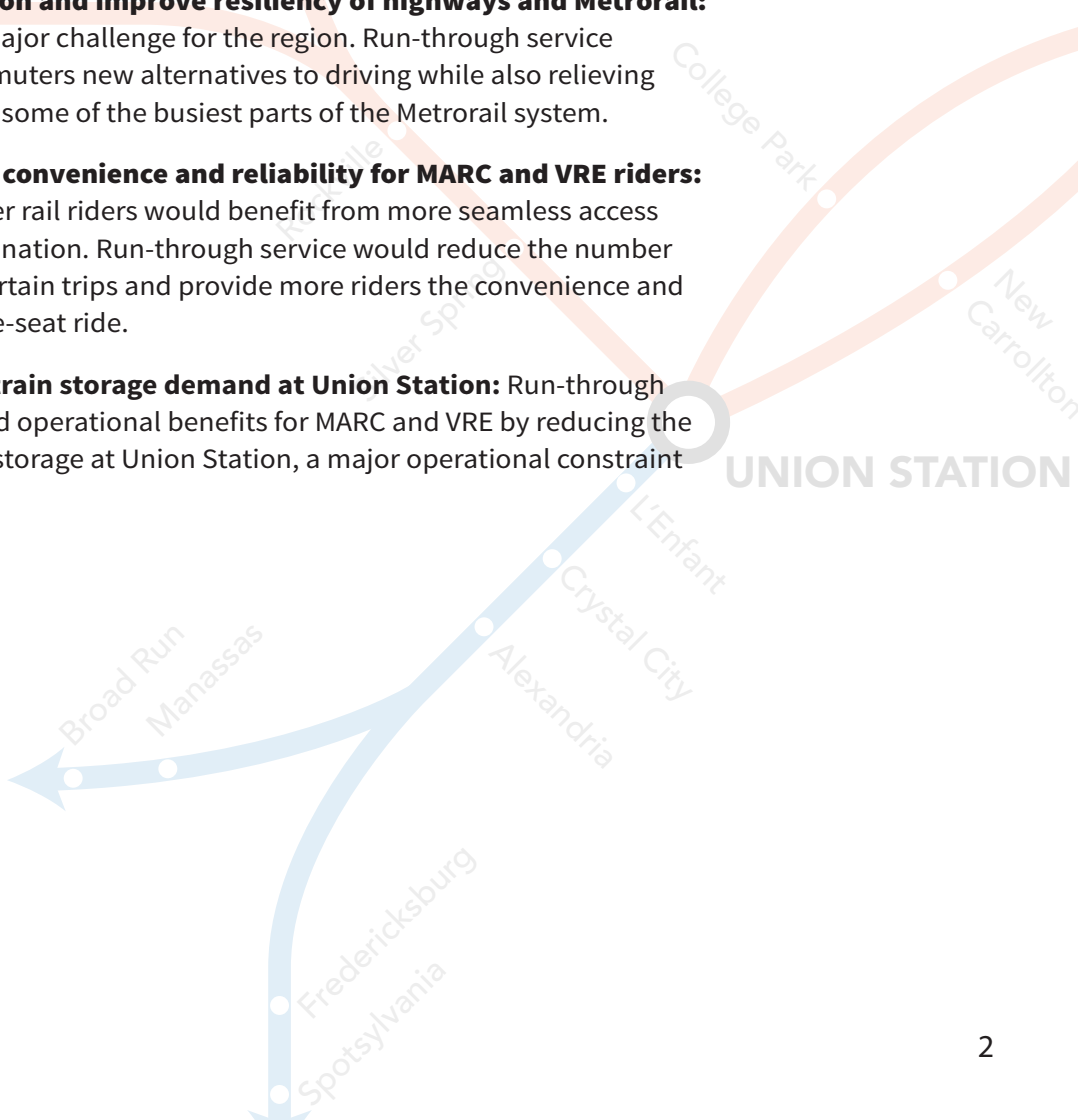 on and improve resiliency of highways and Metrorail:
ajor challenge for the region. Run-through service
muters new alternatives to driving while also relieving
some of the busiest parts of the Metrorail system.
convenience and reliability for MARC and VRE riders:
er rail riders would benefit from more seamless access
nation. Run-through service would reduce the number
rtain trips and provide more riders the convenience and
e-seat ride.
train storage demand at Union Station: Run-through
d operational benefits for MARC and VRE by reducing the
storage at Union Station, a major operational constraint
College Park
Rockville
Silver Spring
New
Carrollton
UNION STATION
L'Enfant
Crystal City
Alexandria
Broad Run
Manassas
Fredericksburg
Spotsylvania
2